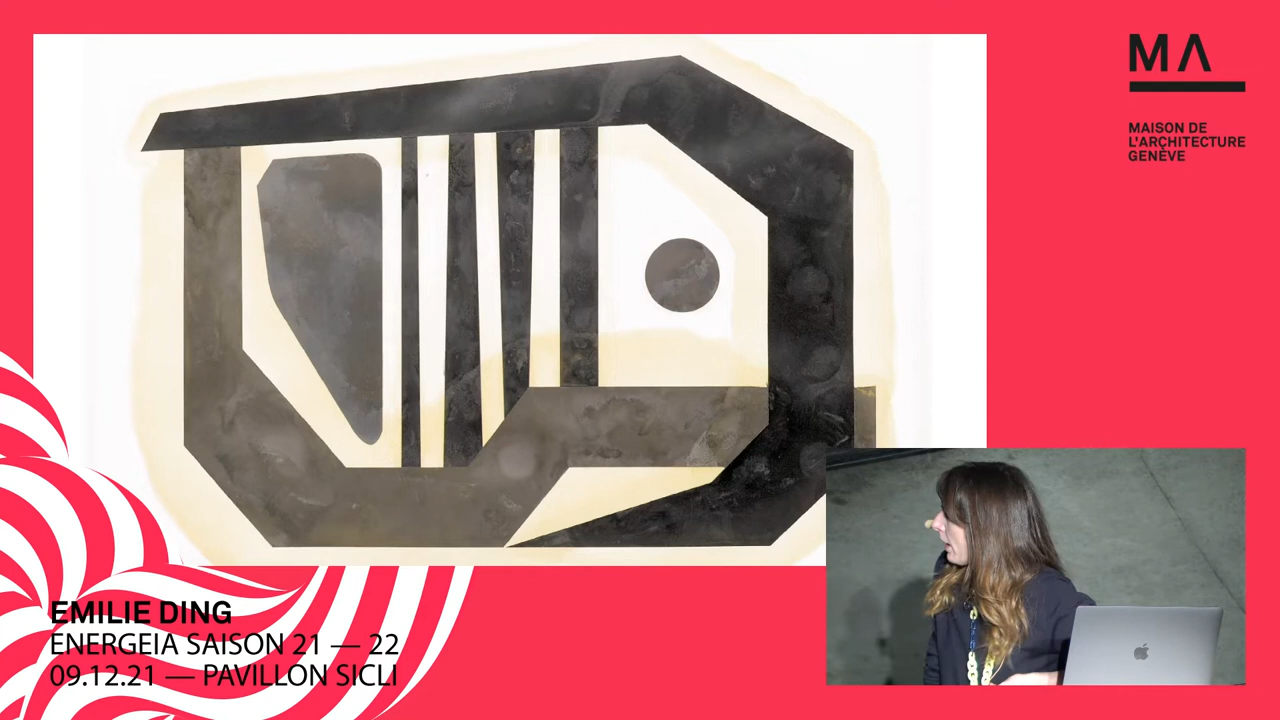 MΛ
MAISON DE
L'ARCHITECTURE
GENÈVE
EMILIE DING
ENERGEIA SAISON 21 — 22
09.12.21 — PAVILLON SICLI